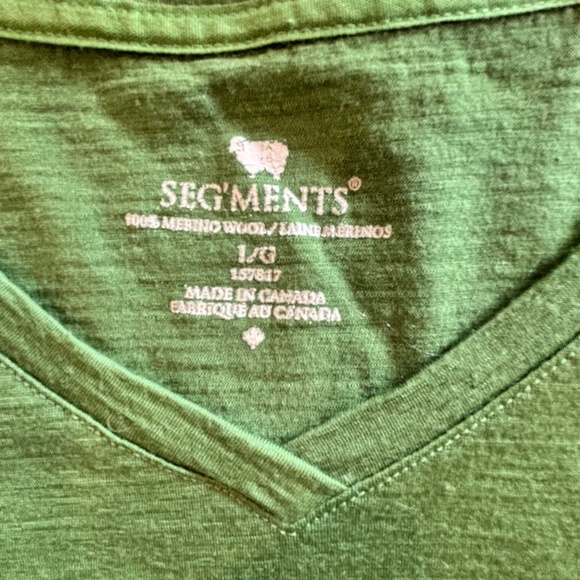 SEG'MENTS®
100% MERINO WOOL / LAINE MERINOS
L/G
157817
MADE IN CANADA
FABRIQUE AU CANADA